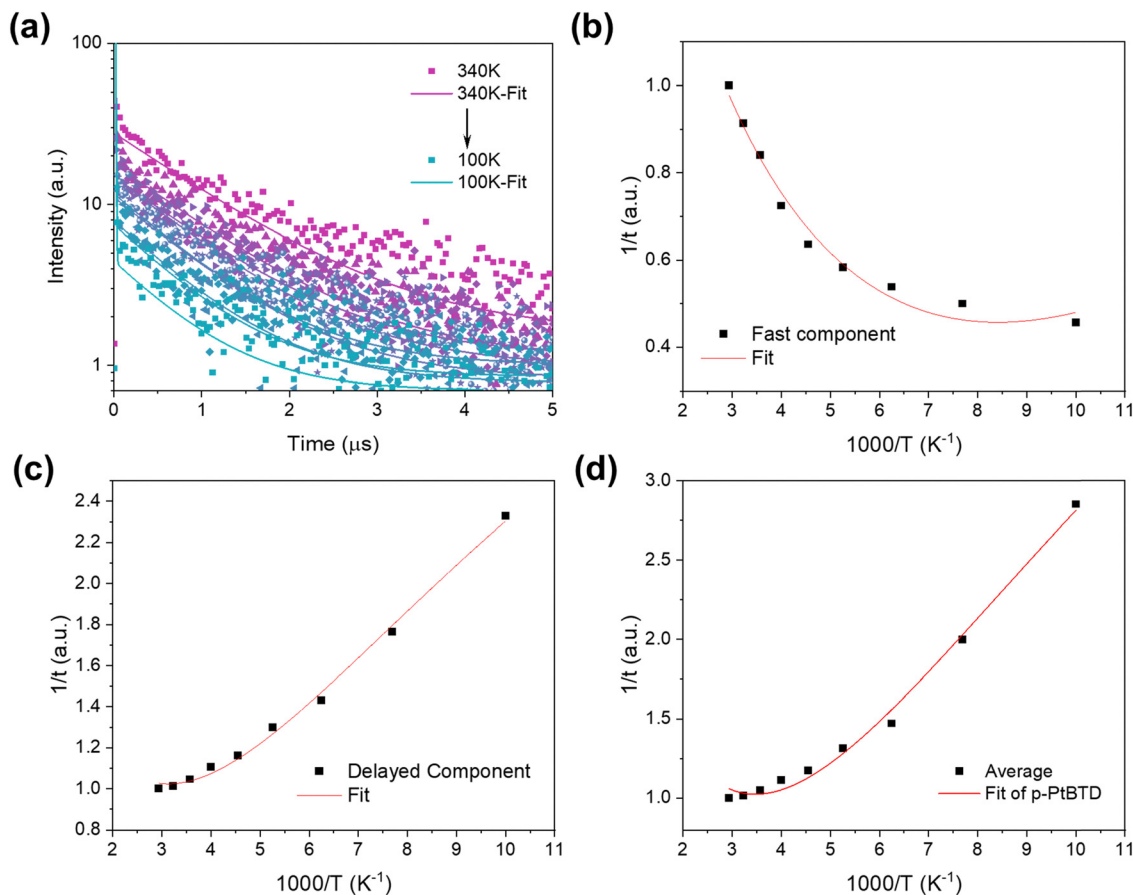 (a)
100
10
1
0
1
2
3
4
5
Intensity (a.u.)
Time (μs)
340K
340K-Fit
100K
100K-Fit
(b)
1.0
0.8
0.6
0.4
2
3
4
5
6
7
8
9
10
11
1/t (a.u.)
1000/T (K⁻¹)
Fast component
Fit
(c)
2.4
2.2
2.0
1.8
1.6
1.4
1.2
1.0
0.8
2
3
4
5
6
7
8
9
10
11
1/t (a.u.)
1000/T (K⁻¹)
Delayed Component
Fit
(d)
3.0
2.5
2.0
1.5
1.0
2
3
4
5
6
7
8
9
10
11
1/t (a.u.)
1000/T (K⁻¹)
Average
Fit of p-PtBTD